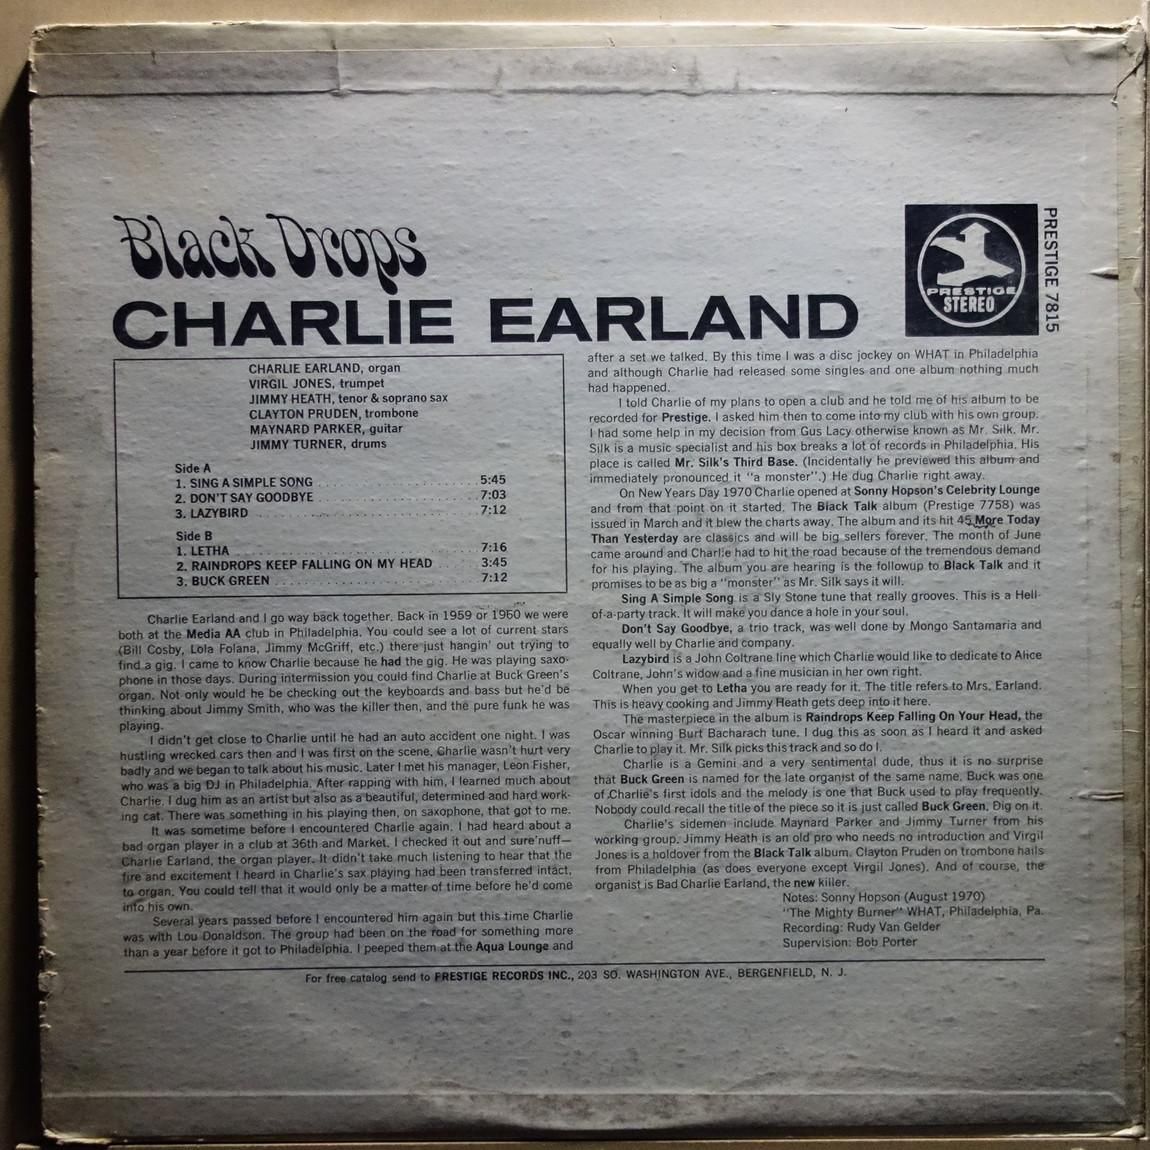 Black Drops
CHARLIE EARLAND
PRESTIGE
STEREO
PRESTIGE 7815
CHARLIE EARLAND, organ
VIRGIL JONES, trumpet
JIMMY HEATH, tenor & soprano sax
CLAYTON PRUDEN, trombone
MAYNARD PARKER, guitar
JIMMY TURNER, drums
Side A
1. SING A SIMPLE SONG 5:45
2. DON'T SAY GOODBYE 7:03
3. LAZYBIRD 7:12
Side B
1. LETHA 7:16
2. RAINDROPS KEEP FALLING ON MY HEAD 3:45
3. BUCK GREEN 7:12
Charlie Earland and I go way back together. Back in 1959 or 1960 we were
both at the Media AA club in Philadelphia. You could see a lot of current stars
(Bill Cosby, Lola Folana, Jimmy McGriff, etc.) there just hangin' out trying to
find a gig. I came to know Charlie because he had the gig. He was playing saxo-
phone in those days. During intermission you could find Charlie at Buck Green's
organ. Not only would he be checking out the keyboards and bass but he'd be
thinking about Jimmy Smith, who was the killer then, and the pure funk he was
playing.
I didn't get close to Charlie until he had an auto accident one night. I was
hustling wrecked cars then and I was first on the scene. Charlie wasn't hurt very
badly and we began to talk about his music. Later I met his manager, Leon Fisher,
who was a big DJ in Philadelphia. After rapping with him, I learned much about
Charlie. I dug him as an artist but also as a beautiful, determined and hard work-
ing cat. There was something in his playing then, on saxophone, that got to me.
It was sometime before I encountered Charlie again. I had heard about a
bad organ player in a club at 36th and Market. I checked it out and sure'nuff—
Charlie Earland, the organ player. It didn't take much listening to hear that the
fire and excitement I heard in Charlie's sax playing had been transferred intact,
to organ. You could tell that it would only be a matter of time before he'd come
into his own.
Several years passed before I encountered him again but this time Charlie
was with Lou Donaldson. The group had been on the road for something more
than a year before it got to Philadelphia. I peeped them at the Aqua Lounge and
after a set we talked. By this time I was a disc jockey on WHAT in Philadelphia
and although Charlie had released some singles and one album nothing much
had happened.
I told Charlie of my plans to open a club and he told me of his album to be
recorded for Prestige. I asked him then to come into my club with his own group.
I had some help in my decision from Gus Lacy otherwise known as Mr. Silk. Mr.
Silk is a music specialist and his box breaks a lot of records in Philadelphia. His
place is called Mr. Silk's Third Base. (Incidentally he previewed this album and
immediately pronounced it "a monster".) He dug Charlie right away.
On New Years Day 1970 Charlie opened at Sonny Hopson's Celebrity Lounge
and from that point on it started. The Black Talk album (Prestige 7758) was
issued in March and it blew the charts away. The album and its hit 45 More Today
Than Yesterday are classics and will be big sellers forever. The month of June
came around and Charlie had to hit the road because of the tremendous demand
for his playing. The album you are hearing is the followup to Black Talk and it
promises to be as big a "monster" as Mr. Silk says it will.
Sing A Simple Song is a Sly Stone tune that really grooves. This is a Hell-
of-a-party track. It will make you dance a hole in your soul.
Don't Say Goodbye, a trio track, was well done by Mongo Santamaria and
equally well by Charlie and company.
Lazybird is a John Coltrane line which Charlie would like to dedicate to Alice
Coltrane, John's widow and a fine musician in her own right.
When you get to Letha you are ready for it. The title refers to Mrs. Earland.
This is heavy cooking and Jimmy Heath gets deep into it here.
The masterpiece in the album is Raindrops Keep Falling On Your Head, the
Oscar winning Burt Bacharach tune. I dug this as soon as I heard it and asked
Charlie to play it. Mr. Silk picks this track and so do I.
Charlie is a Gemini and a very sentimental dude, thus it is no surprise
that Buck Green is named for the late organist of the same name. Buck was one
of Charlie's first idols and the melody is one that Buck used to play frequently.
Nobody could recall the title of the piece so it is just called Buck Green. Dig on it.
Charlie's sidemen include Maynard Parker and Jimmy Turner from his
working group. Jimmy Heath is an old pro who needs no introduction and Virgil
Jones is a holdover from the Black Talk album. Clayton Pruden on trombone hails
from Philadelphia (as does everyone except Virgil Jones). And of course, the
organist is Bad Charlie Earland, the new killer.
Notes: Sonny Hopson (August 1970)
"The Mighty Burner" WHAT, Philadelphia, Pa.
Recording: Rudy Van Gelder
Supervision: Bob Porter
For free catalog send to PRESTIGE RECORDS INC., 203 SO. WASHINGTON AVE., BERGENFIELD, N. J.